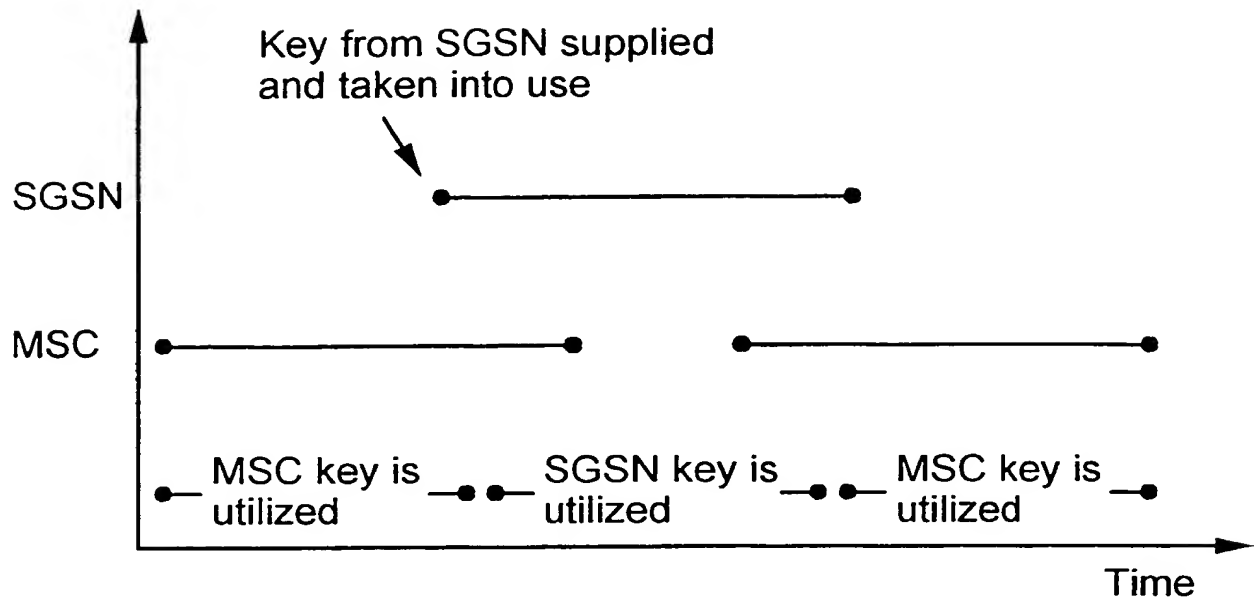 Key from SGSN supplied
and taken into use
SGSN
MSC
MSC key is
utilized
SGSN key is
utilized
MSC key is
utilized
Time